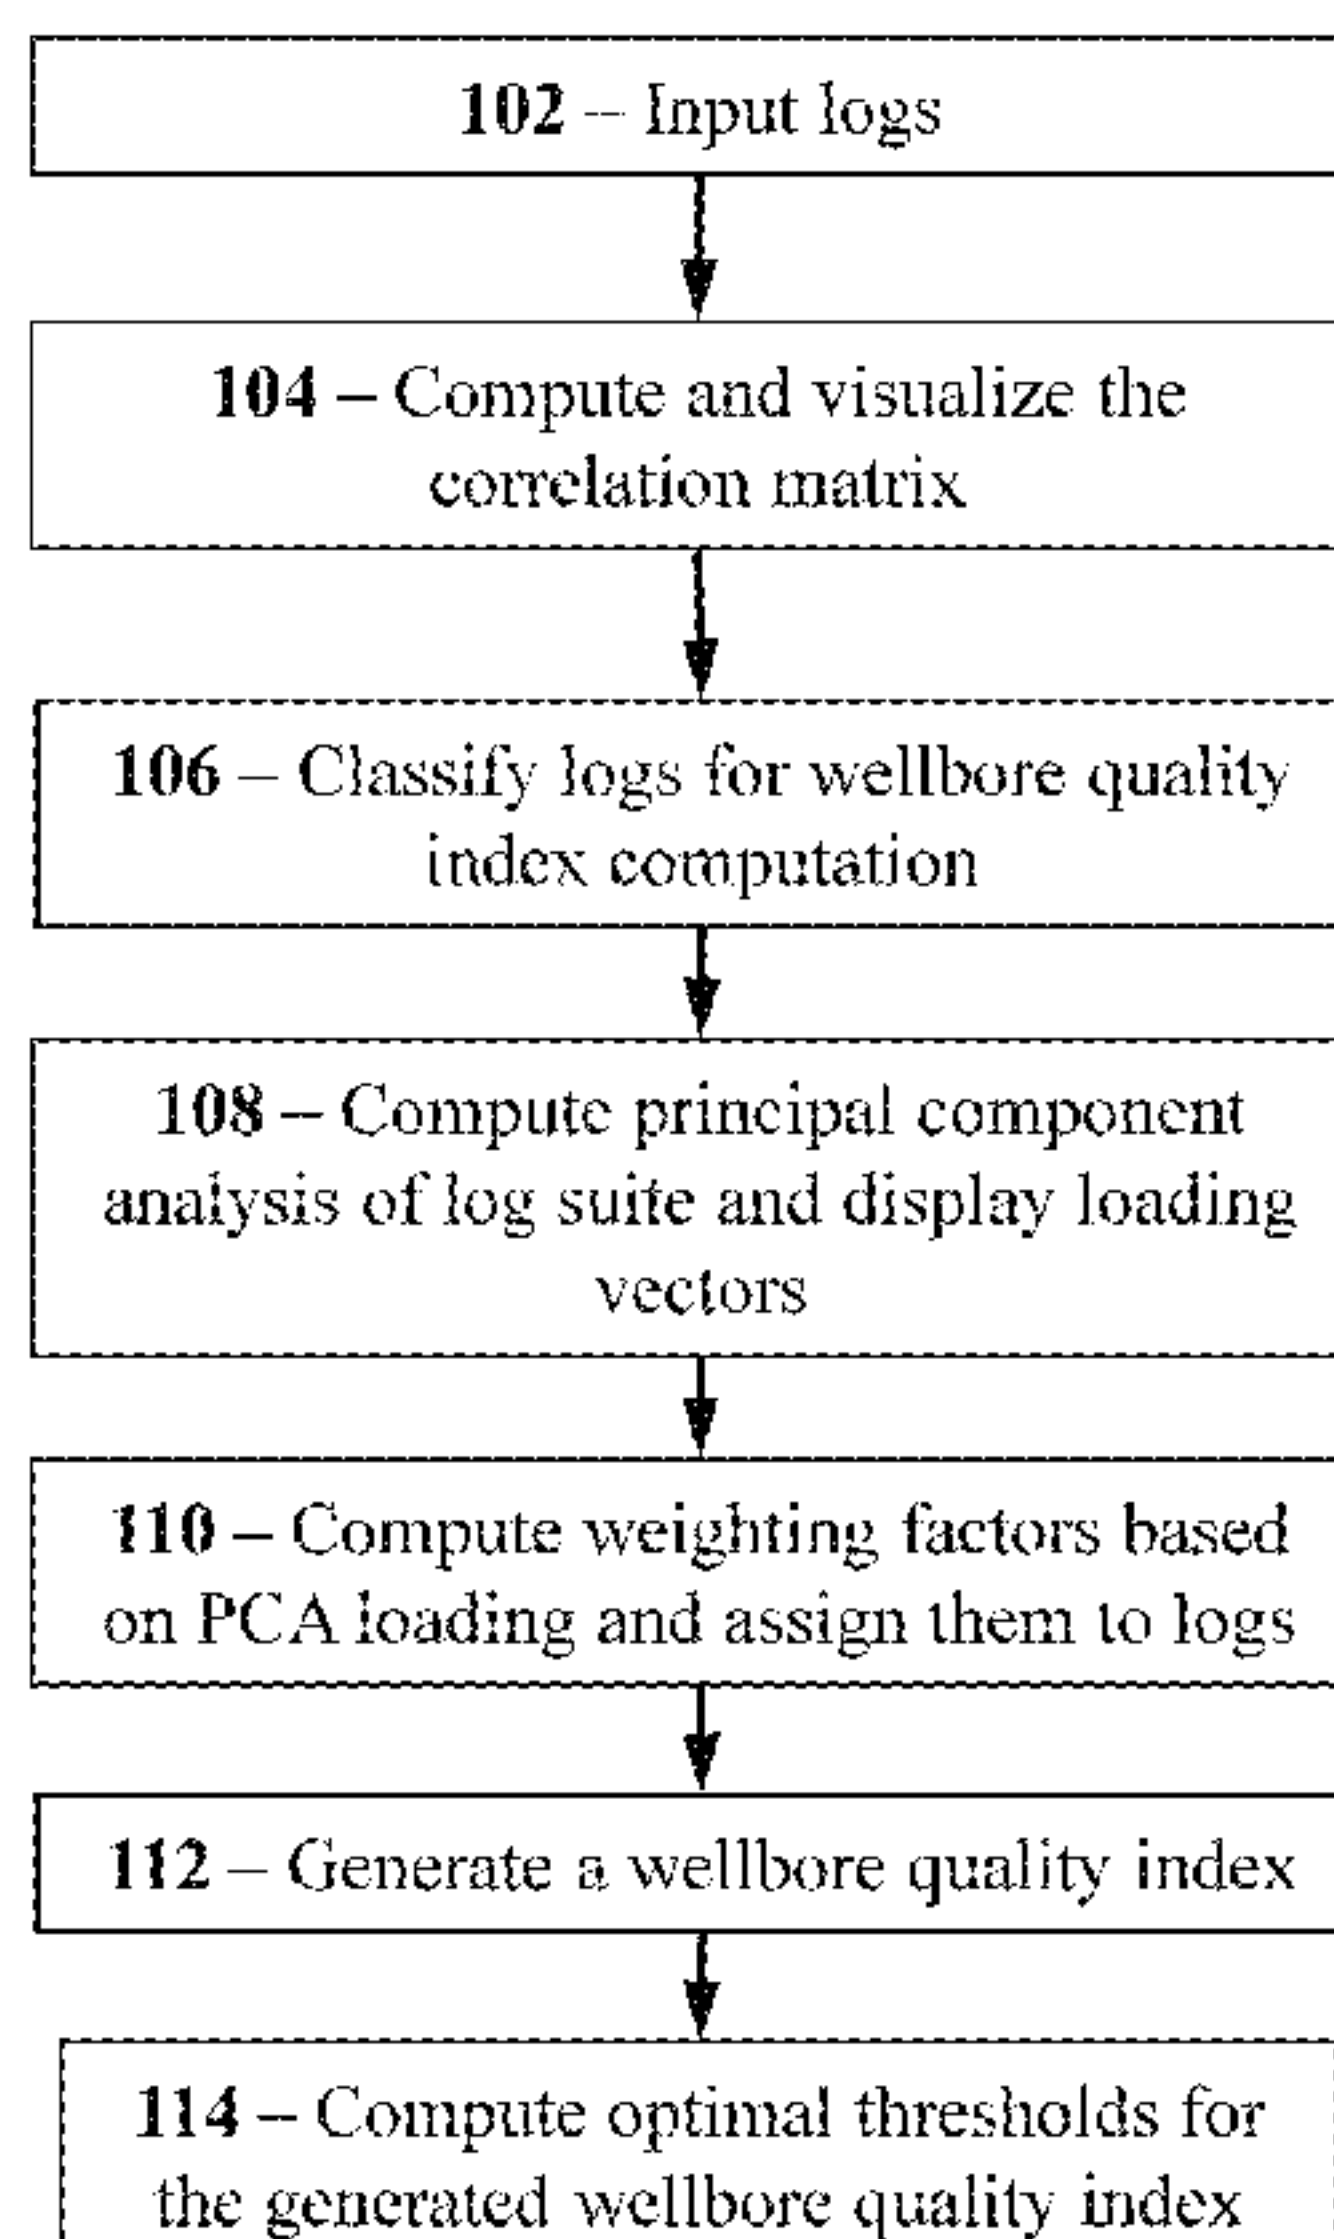 102 – Input logs
104 – Compute and visualize the
correlation matrix
106 – Classify logs for wellbore quality
index computation
108 – Compute principal component
analysis of log suite and display loading
vectors
110 – Compute weighting factors based
on PCA loading and assign them to logs
112 – Generate a wellbore quality index
114 – Compute optimal thresholds for
the generated wellbore quality index